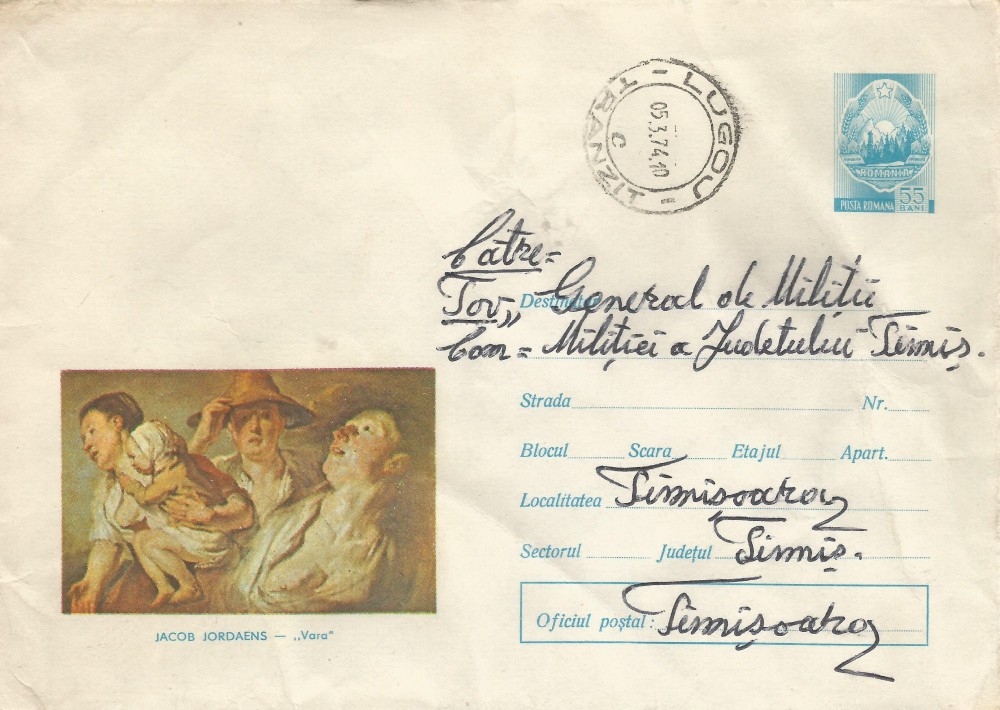 LUGOJ - TRANZIT -
05.3.74.10
C
ROMANIA
55
BANI
POSTA ROMANA
Către=
Tov„ Destinatar General de Miliții
Com = Miliției a Județului Timiș.
Strada Nr.
Blocul Scara Etajul Apart.
Localitatea Timișoara
Sectorul Județul Timiș.
Oficiul poștal: Timișoara
JACOB JORDAENS — „Vara"